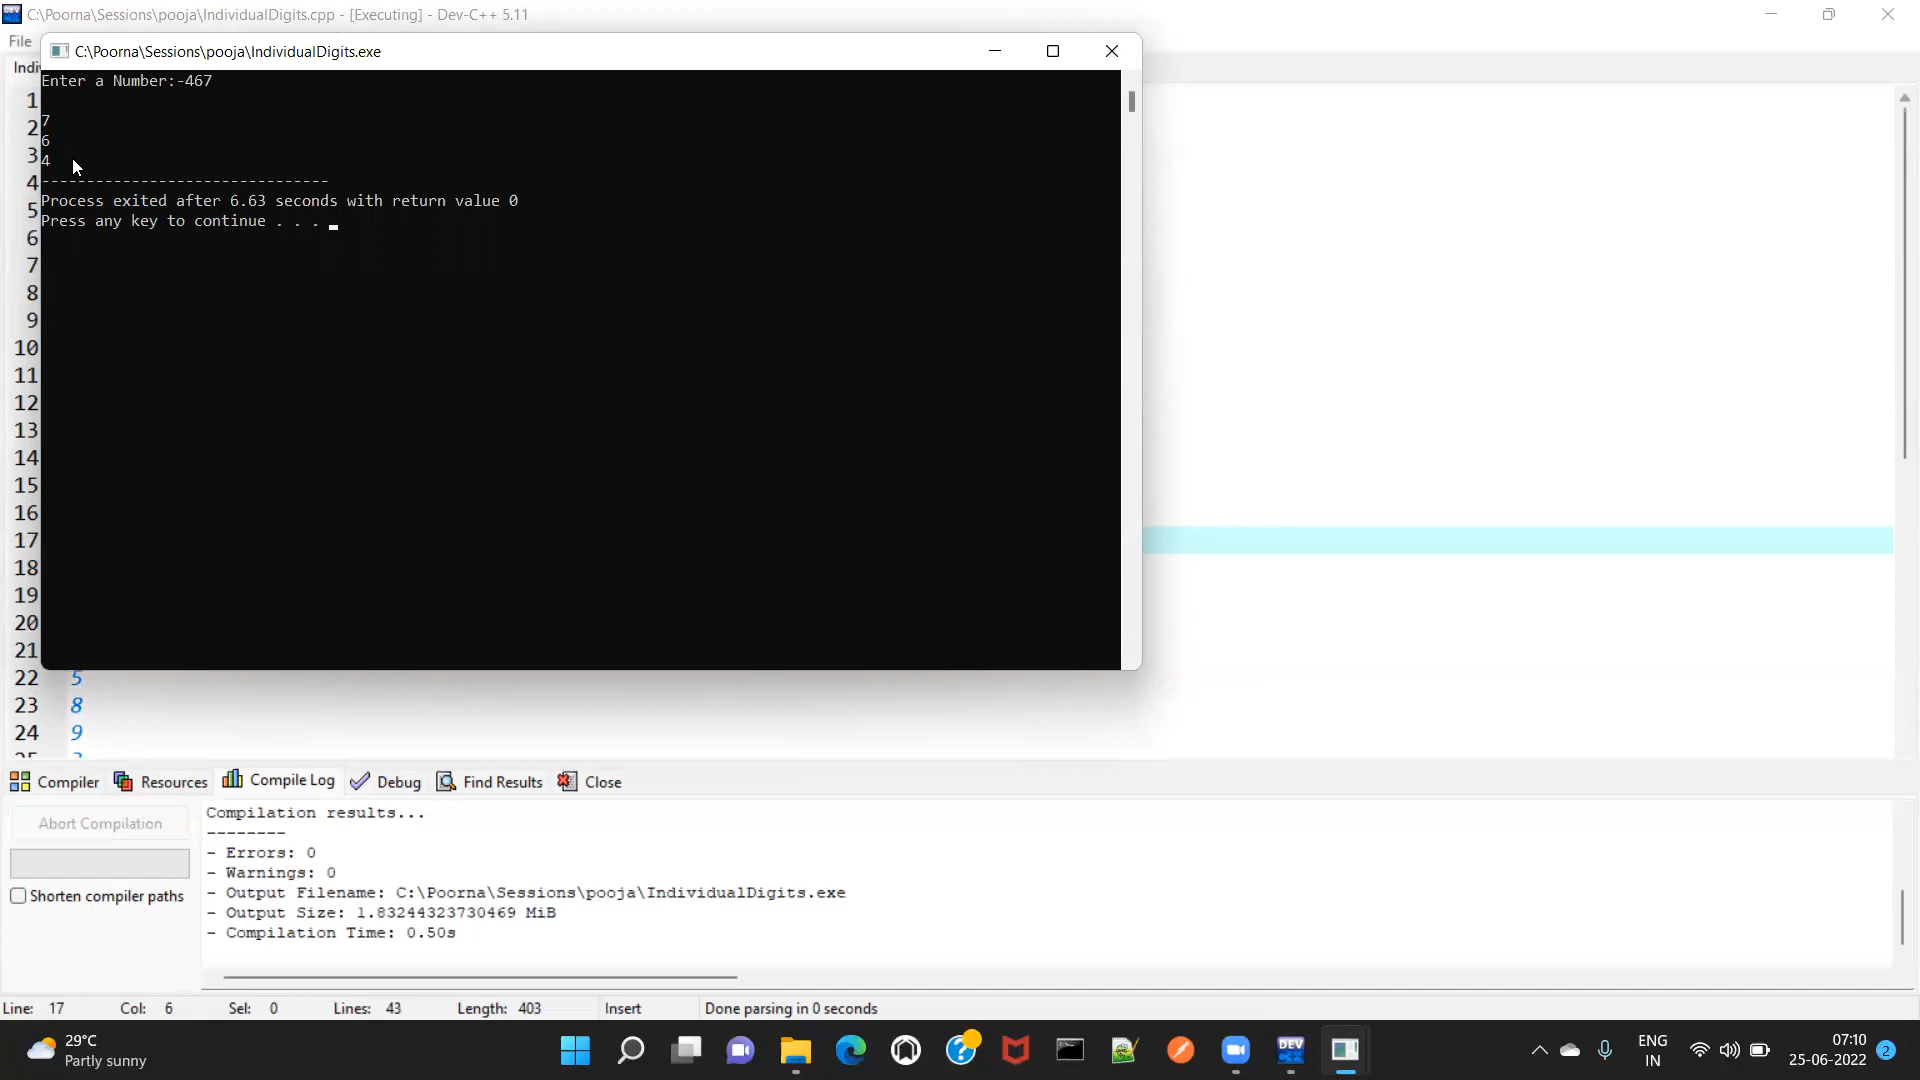 C:\Poorna\Sessions\pooja\IndividualDigits.cpp - [Executing] - Dev-C++ 5.11
File
C:\Poorna\Sessions\pooja\IndividualDigits.exe
Indi
Enter a Number:-467
7
6
4
--------------------------------
Process exited after 6.63 seconds with return value 0
Press any key to continue . . .
1
2
3
4
5
6
7
8
9
10
11
12
13
14
15
16
17
18
19
20
21
22 5
23 8
24 9
Compiler Resources Compile Log Debug Find Results Close
Abort Compilation
Shorten compiler paths
Compilation results...
--------
- Errors: 0
- Warnings: 0
- Output Filename: C:\Poorna\Sessions\pooja\IndividualDigits.exe
- Output Size: 1.83244323730469 MiB
- Compilation Time: 0.50s
Line: 17 Col: 6 Sel: 0 Lines: 43 Length: 403 Insert Done parsing in 0 seconds
29°C
Partly sunny
DEV
ENG
IN
07:10
25-06-2022
2